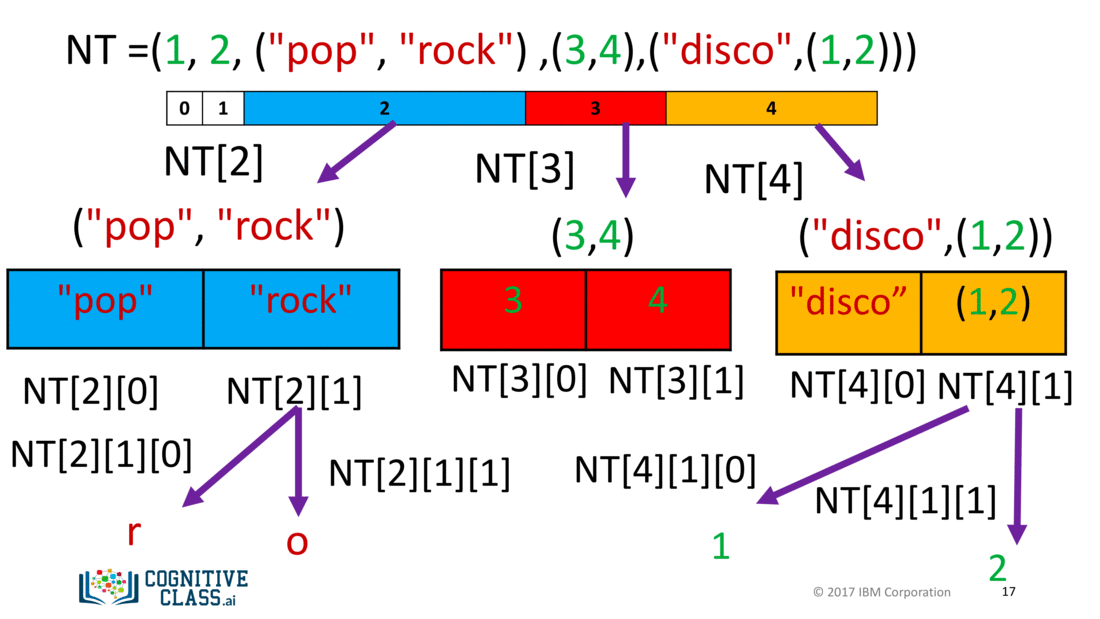 NT =(1, 2, ("pop", "rock") ,(3,4),("disco",(1,2)))
0 1 2 3 4
NT[2] NT[3] NT[4]
("pop", "rock") (3,4) ("disco",(1,2))
"pop" "rock" 3 4 "disco” (1,2)
NT[2][0] NT[2][1] NT[3][0] NT[3][1] NT[4][0] NT[4][1]
NT[2][1][0] NT[2][1][1] NT[4][1][0] NT[4][1][1]
r o 1 2
COGNITIVE
CLASS.ai
© 2017 IBM Corporation 17